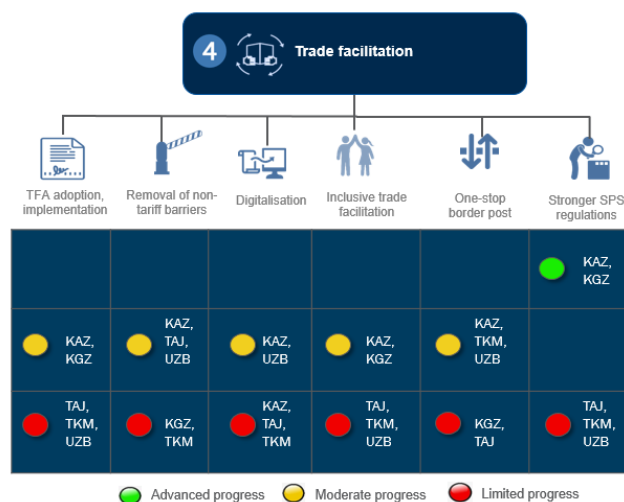 4 Trade facilitation
TFA adoption,
implementation
Removal of non-
tariff barriers
Digitalisation
Inclusive trade
facilitation
One-stop
border post
Stronger SPS
regulations
KAZ,
KGZ
KAZ,
KGZ
KAZ,
TAJ,
UZB
KAZ,
UZB
KAZ,
KGZ
KAZ,
TKM,
UZB
TAJ,
TKM,
UZB
KGZ,
TKM
KAZ,
TAJ,
TKM
TAJ,
TKM,
UZB
KGZ,
TAJ
TAJ,
TKM,
UZB
Advanced progress
Moderate progress
Limited progress